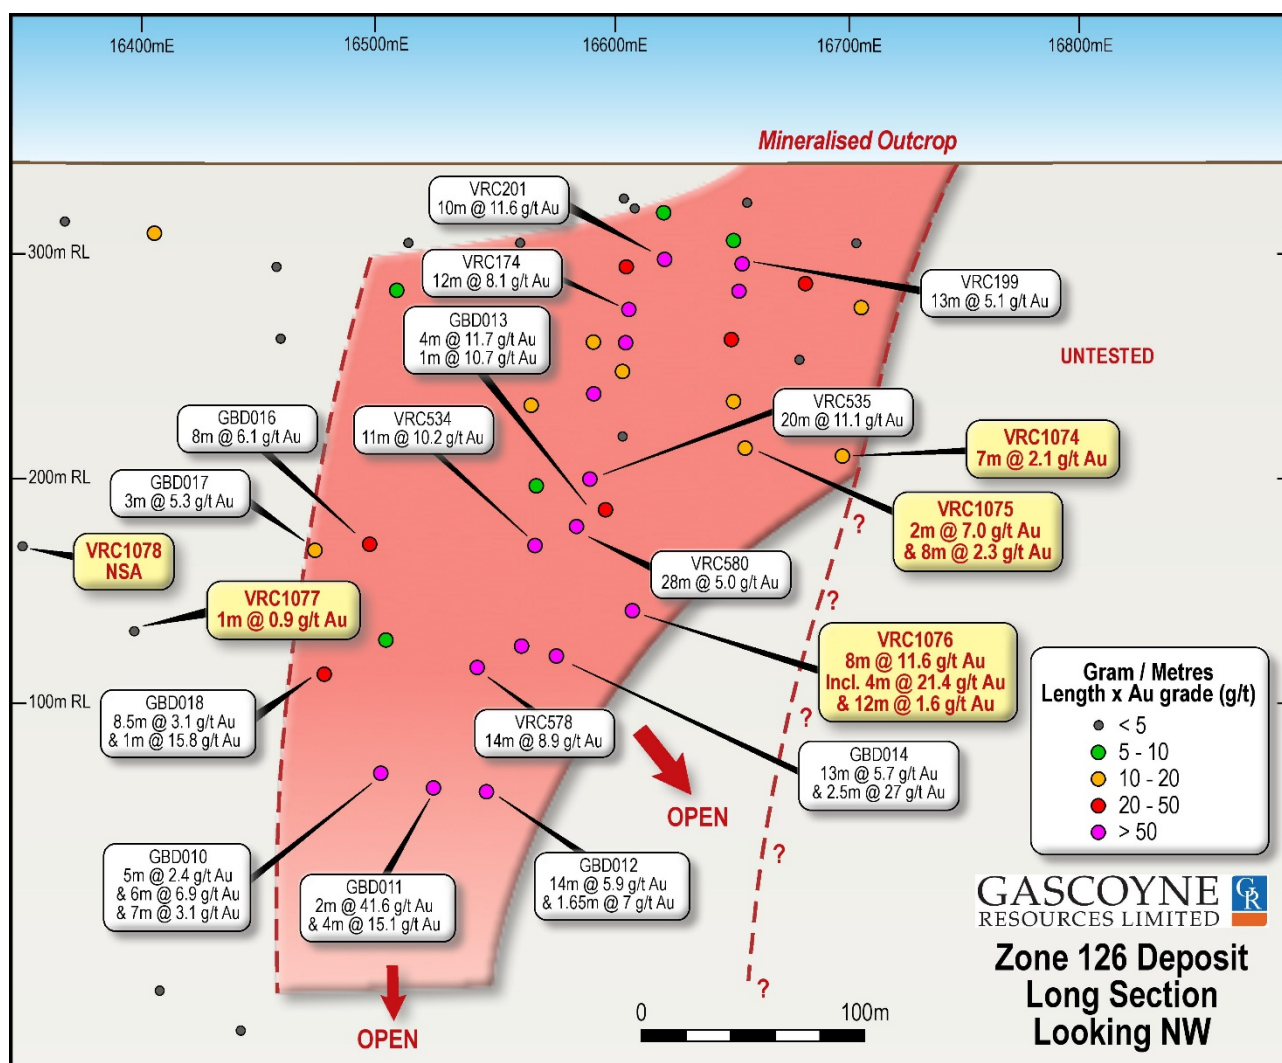 16400mE
16500mE
16600mE
16700mE
16800mE
Mineralised Outcrop
VRC201
10m @ 11.6 g/t Au
300m RL
VRC174
12m @ 8.1 g/t Au
VRC199
13m @ 5.1 g/t Au
GBD013
4m @ 11.7 g/t Au
1m @ 10.7 g/t Au
UNTESTED
GBD016
8m @ 6.1 g/t Au
VRC534
11m @ 10.2 g/t Au
VRC535
20m @ 11.1 g/t Au
VRC1074
7m @ 2.1 g/t Au
200m RL
GBD017
3m @ 5.3 g/t Au
VRC1075
2m @ 7.0 g/t Au
& 8m @ 2.3 g/t Au
?
VRC1078
NSA
VRC580
28m @ 5.0 g/t Au
VRC1077
1m @ 0.9 g/t Au
?
VRC1076
8m @ 11.6 g/t Au
Incl. 4m @ 21.4 g/t Au
& 12m @ 1.6 g/t Au
Gram / Metres
Length x Au grade (g/t)
< 5
5 - 10
10 - 20
20 - 50
> 50
100m RL
GBD018
8.5m @ 3.1 g/t Au
& 1m @ 15.8 g/t Au
VRC578
14m @ 8.9 g/t Au
?
GBD014
13m @ 5.7 g/t Au
& 2.5m @ 27 g/t Au
OPEN
?
GBD010
5m @ 2.4 g/t Au
& 6m @ 6.9 g/t Au
& 7m @ 3.1 g/t Au
GBD011
2m @ 41.6 g/t Au
& 4m @ 15.1 g/t Au
GBD012
14m @ 5.9 g/t Au
& 1.65m @ 7 g/t Au
GASCOYNE
RESOURCES LIMITED
GR
Zone 126 Deposit
Long Section
Looking NW
?
0
100m
OPEN